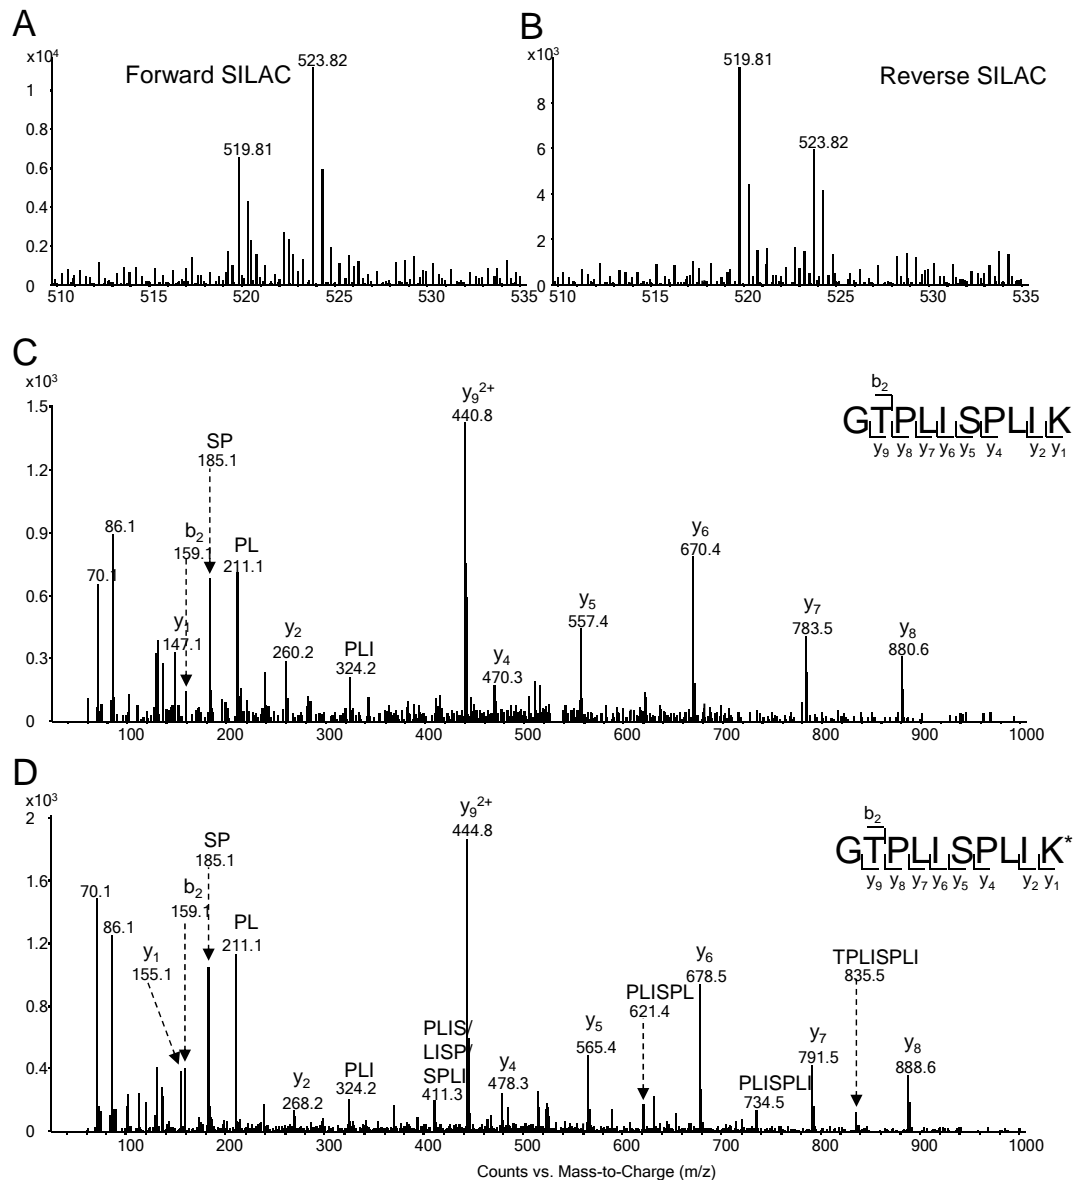 A
x10⁴
Forward SILAC
523.82
519.81
1
0.8
0.6
0.4
0.2
0
510 515 520 525 530 535
B
x10³
519.81
Reverse SILAC
523.82
8
6
4
2
0
510 515 520 525 530 535
C
x10³
1.5
1.2
0.9
0.6
0.3
0
70.1
86.1
y₁
147.1
b₂
159.1
SP
185.1
PL
211.1
y₂
260.2
PLI
324.2
y₉²⁺
440.8
y₄
470.3
y₅
557.4
y₆
670.4
y₇
783.5
y₈
880.6
b₂
GTPLISPLIK
y₉ y₈ y₇ y₆ y₅ y₄ y₂ y₁
100 200 300 400 500 600 700 800 900 1000
D
x10³
2
1.6
1.2
0.8
0.4
0
70.1
86.1
y₁
155.1
b₂
159.1
SP
185.1
PL
211.1
y₂
268.2
PLI
324.2
PLIS/
LISP/
SPLI
411.3
y₉²⁺
444.8
y₄
478.3
y₅
565.4
PLISPL
621.4
y₆
678.5
PLISPLI
734.5
y₇
791.5
TPLISPLI
835.5
y₈
888.6
b₂
GTPLISPLIK*
y₉ y₈ y₇ y₆ y₅ y₄ y₂ y₁
100 200 300 400 500 600 700 800 900 1000
Counts vs. Mass-to-Charge (m/z)